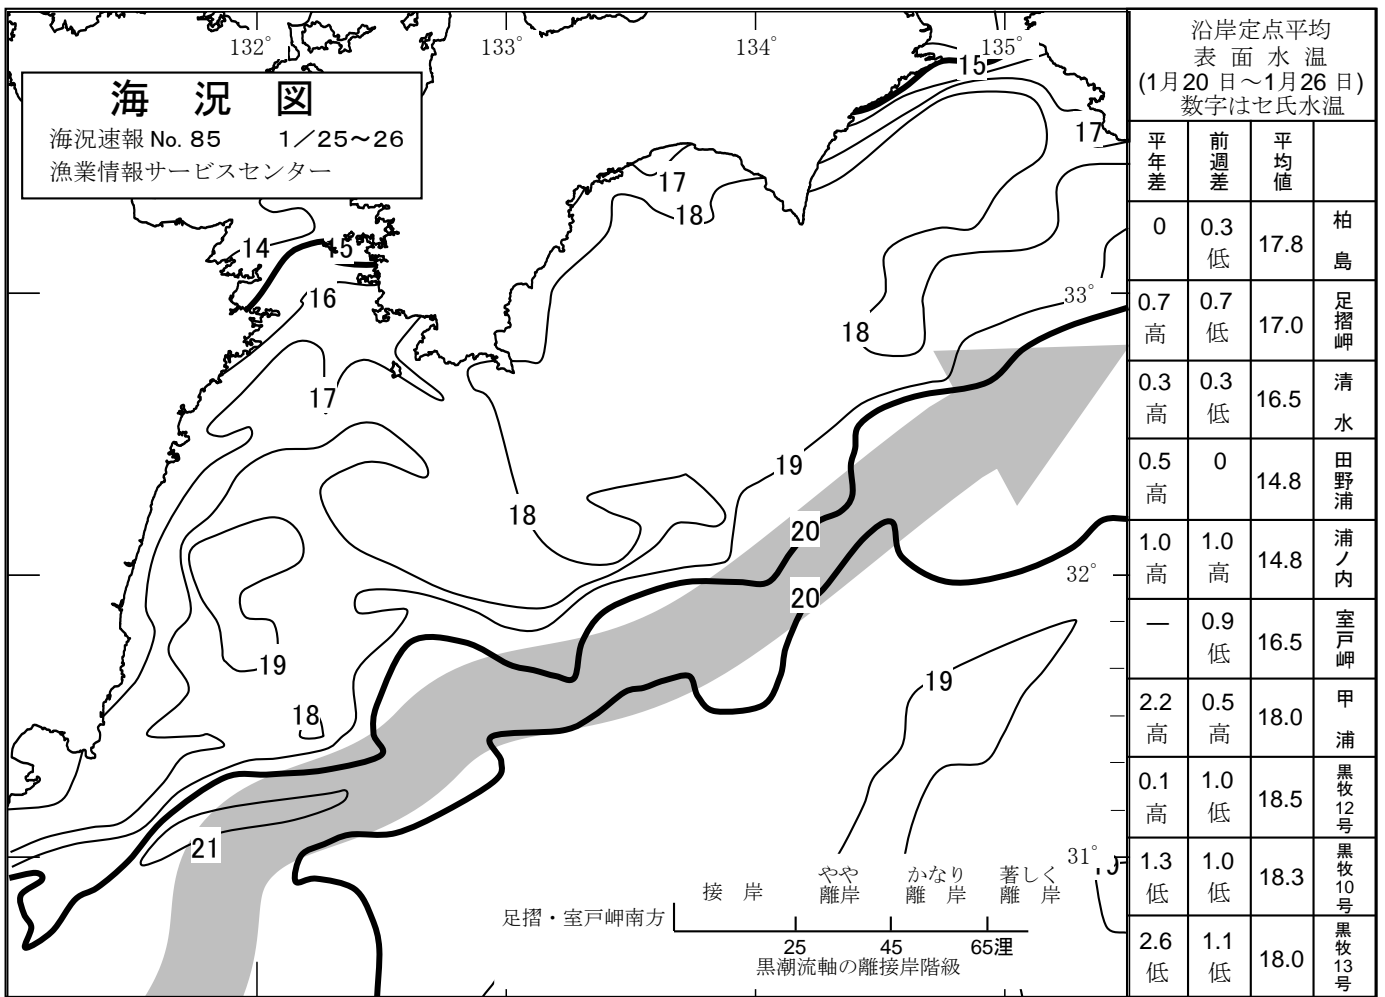 海 況 図
海況速報 No. 85 1/25～26
漁業情報サービスセンター
132°
133°
134°
135°
15
17
17
18
14
15
16
33°
18
17
19
18
20
32°
20
19
19
18
21
31°
接 岸
やや
離岸
かなり
離 岸
著しく
離 岸
足摺・室戸岬南方
25 45 65浬
黒潮流軸の離接岸階級
沿岸定点平均
表 面 水 温
(1月20 日～1月26 日)
数字はセ氏水温
平年差 前週差 平均値
0 0.3低 17.8 柏島
0.7高 0.7低 17.0 足摺岬
0.3高 0.3低 16.5 清水
0.5高 0 14.8 田野浦
1.0高 1.0高 14.8 浦ノ内
— 0.9低 16.5 室戸岬
2.2高 0.5高 18.0 甲浦
0.1高 1.0低 18.5 黒牧12号
1.3低 1.0低 18.3 黒牧10号
2.6低 1.1低 18.0 黒牧13号